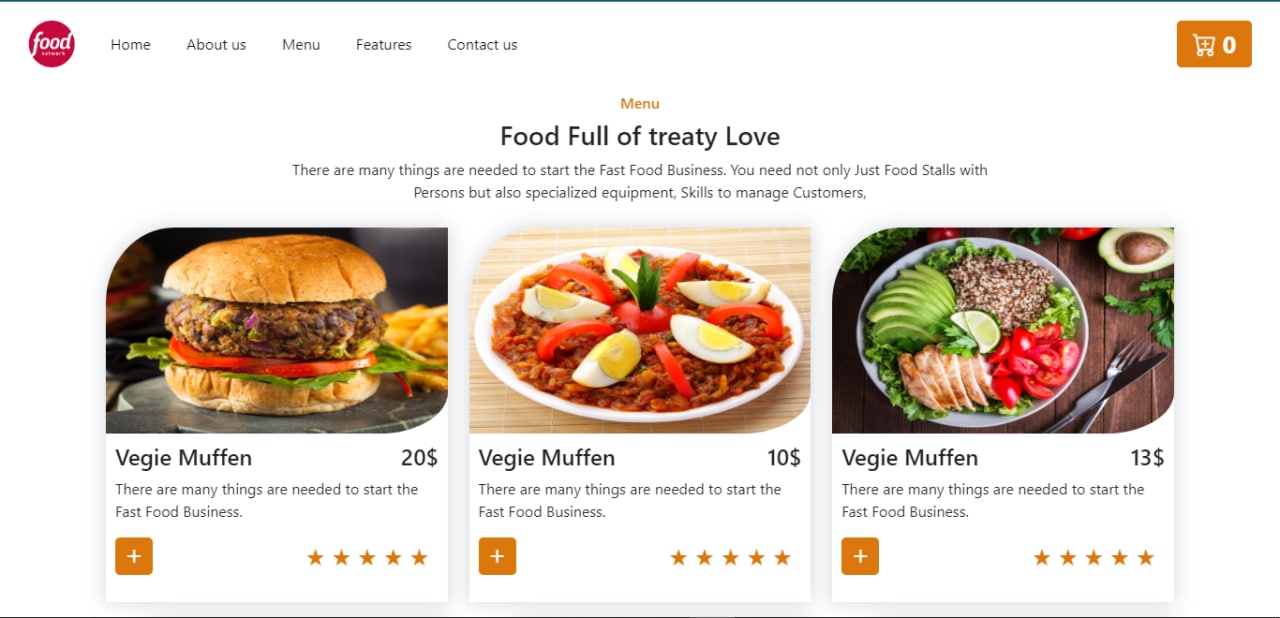 food
network
Home
About us
Menu
Features
Contact us
0
Menu
Food Full of treaty Love
There are many things are needed to start the Fast Food Business. You need not only Just Food Stalls with
Persons but also specialized equipment, Skills to manage Customers,
Vegie Muffen
20$
There are many things are needed to start the
Fast Food Business.
+
Vegie Muffen
10$
There are many things are needed to start the
Fast Food Business.
+
Vegie Muffen
13$
There are many things are needed to start the
Fast Food Business.
+